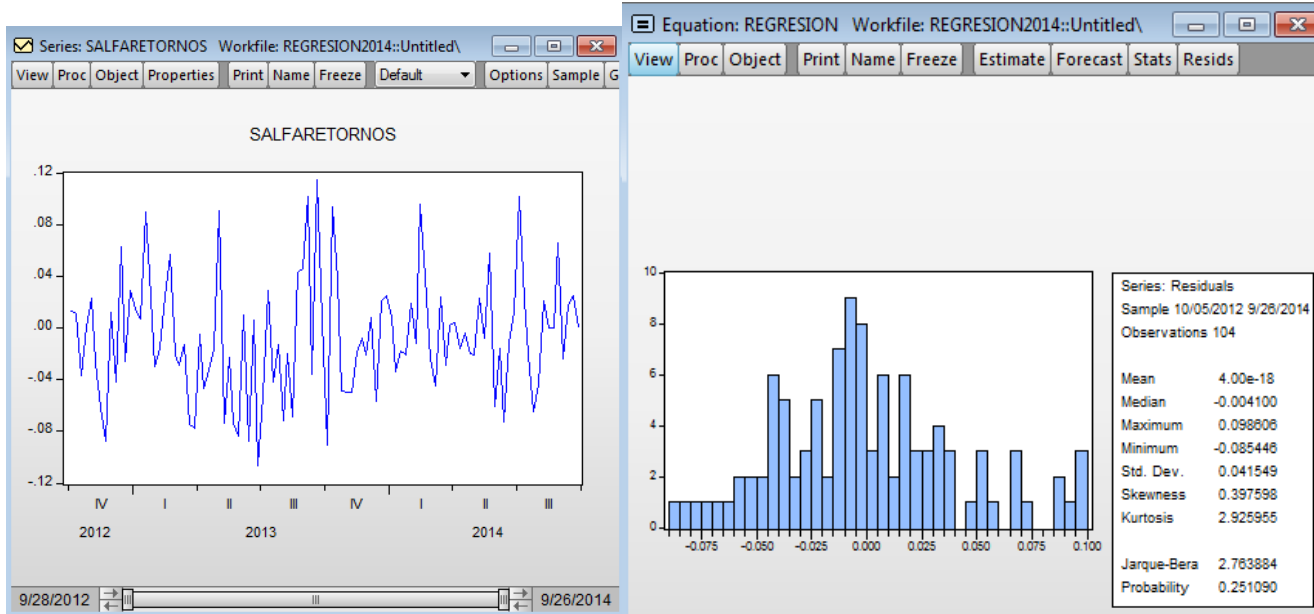 Series: SALFARETORNOS Workfile: REGRESION2014::Untitled\
View Proc Object Properties Print Name Freeze Default Options Sample G
SALFARETORNOS
.12
.08
.04
.00
-.04
-.08
-.12
IV I II III IV I II III
2012 2013 2014
9/28/2012 9/26/2014
Equation: REGRESION Workfile: REGRESION2014::Untitled\
View Proc Object Print Name Freeze Estimate Forecast Stats Resids
10
8
6
4
2
0
-0.075 -0.050 -0.025 0.000 0.025 0.050 0.075 0.100
Series: Residuals
Sample 10/05/2012 9/26/2014
Observations 104
Mean 4.00e-18
Median -0.004100
Maximum 0.098606
Minimum -0.085446
Std. Dev. 0.041549
Skewness 0.397598
Kurtosis 2.925955
Jarque-Bera 2.763884
Probability 0.251090